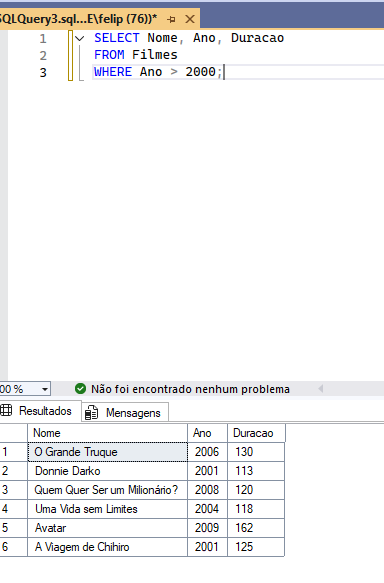 SQLQuery3.sql...E\felip (76))*
1 SELECT Nome, Ano, Duracao
2 FROM Filmes
3 WHERE Ano > 2000;
00 % Não foi encontrado nenhum problema
Resultados Mensagens
Nome Ano Duracao
1 O Grande Truque 2006 130
2 Donnie Darko 2001 113
3 Quem Quer Ser um Milionário? 2008 120
4 Uma Vida sem Limites 2004 118
5 Avatar 2009 162
6 A Viagem de Chihiro 2001 125